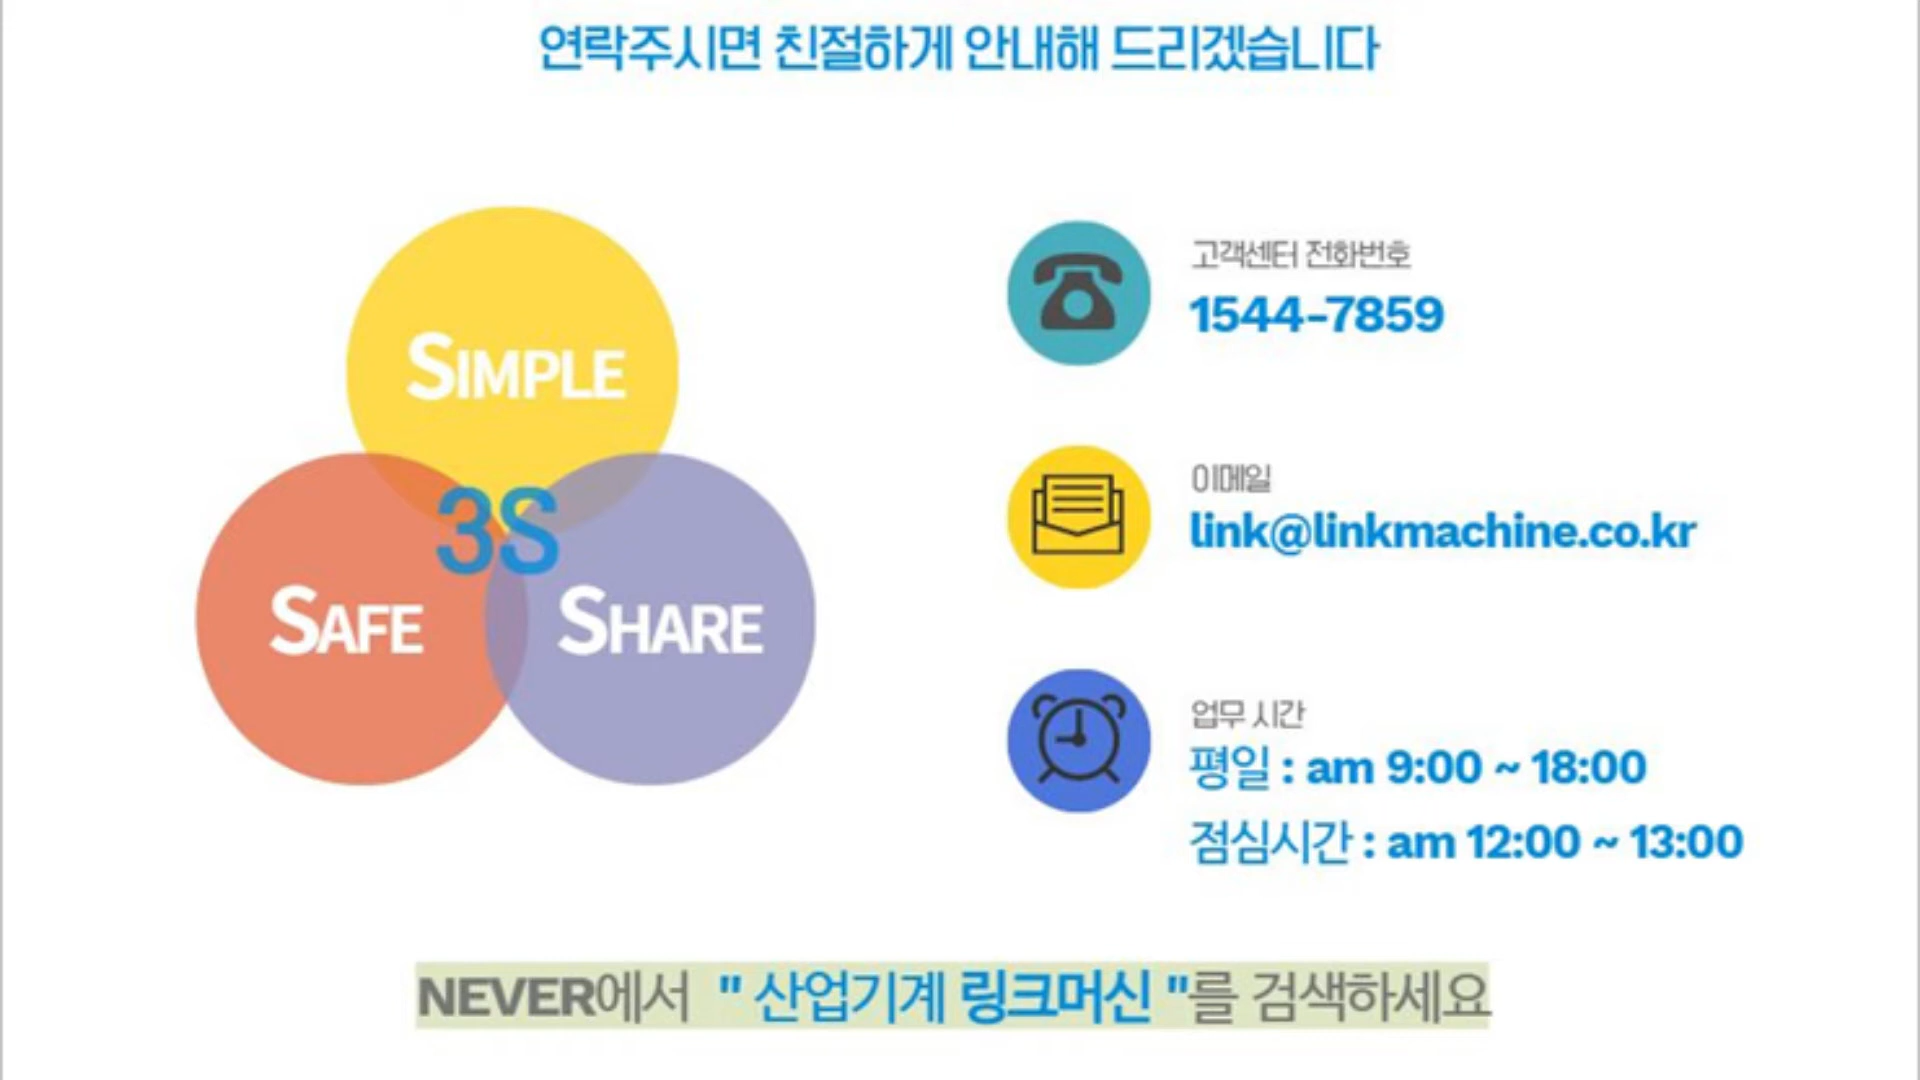 연락주시면 친절하게 안내해 드리겠습니다
SIMPLE
3S
SAFE
SHARE
고객센터 전화번호
1544-7859
이메일
link@linkmachine.co.kr
업무 시간
평일 : am 9:00 ~ 18:00
점심시간 : am 12:00 ~ 13:00
NEVER에서 " 산업기계 링크머신 "를 검색하세요